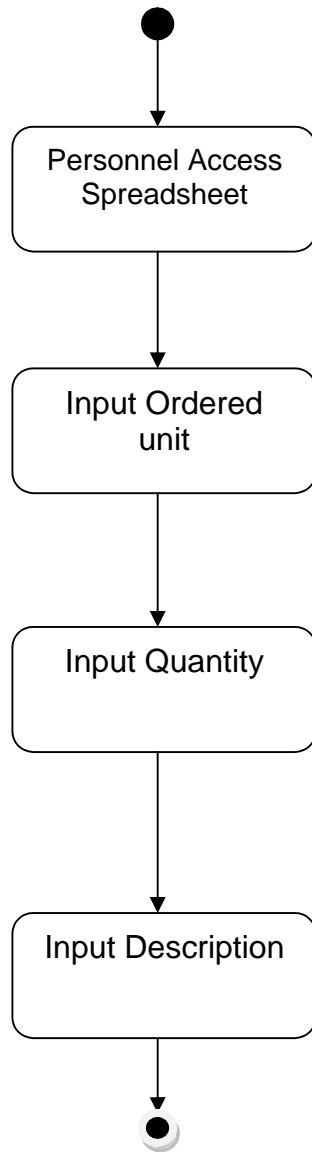 Personnel Access
Spreadsheet
Input Ordered
unit
Input Quantity
Input Description